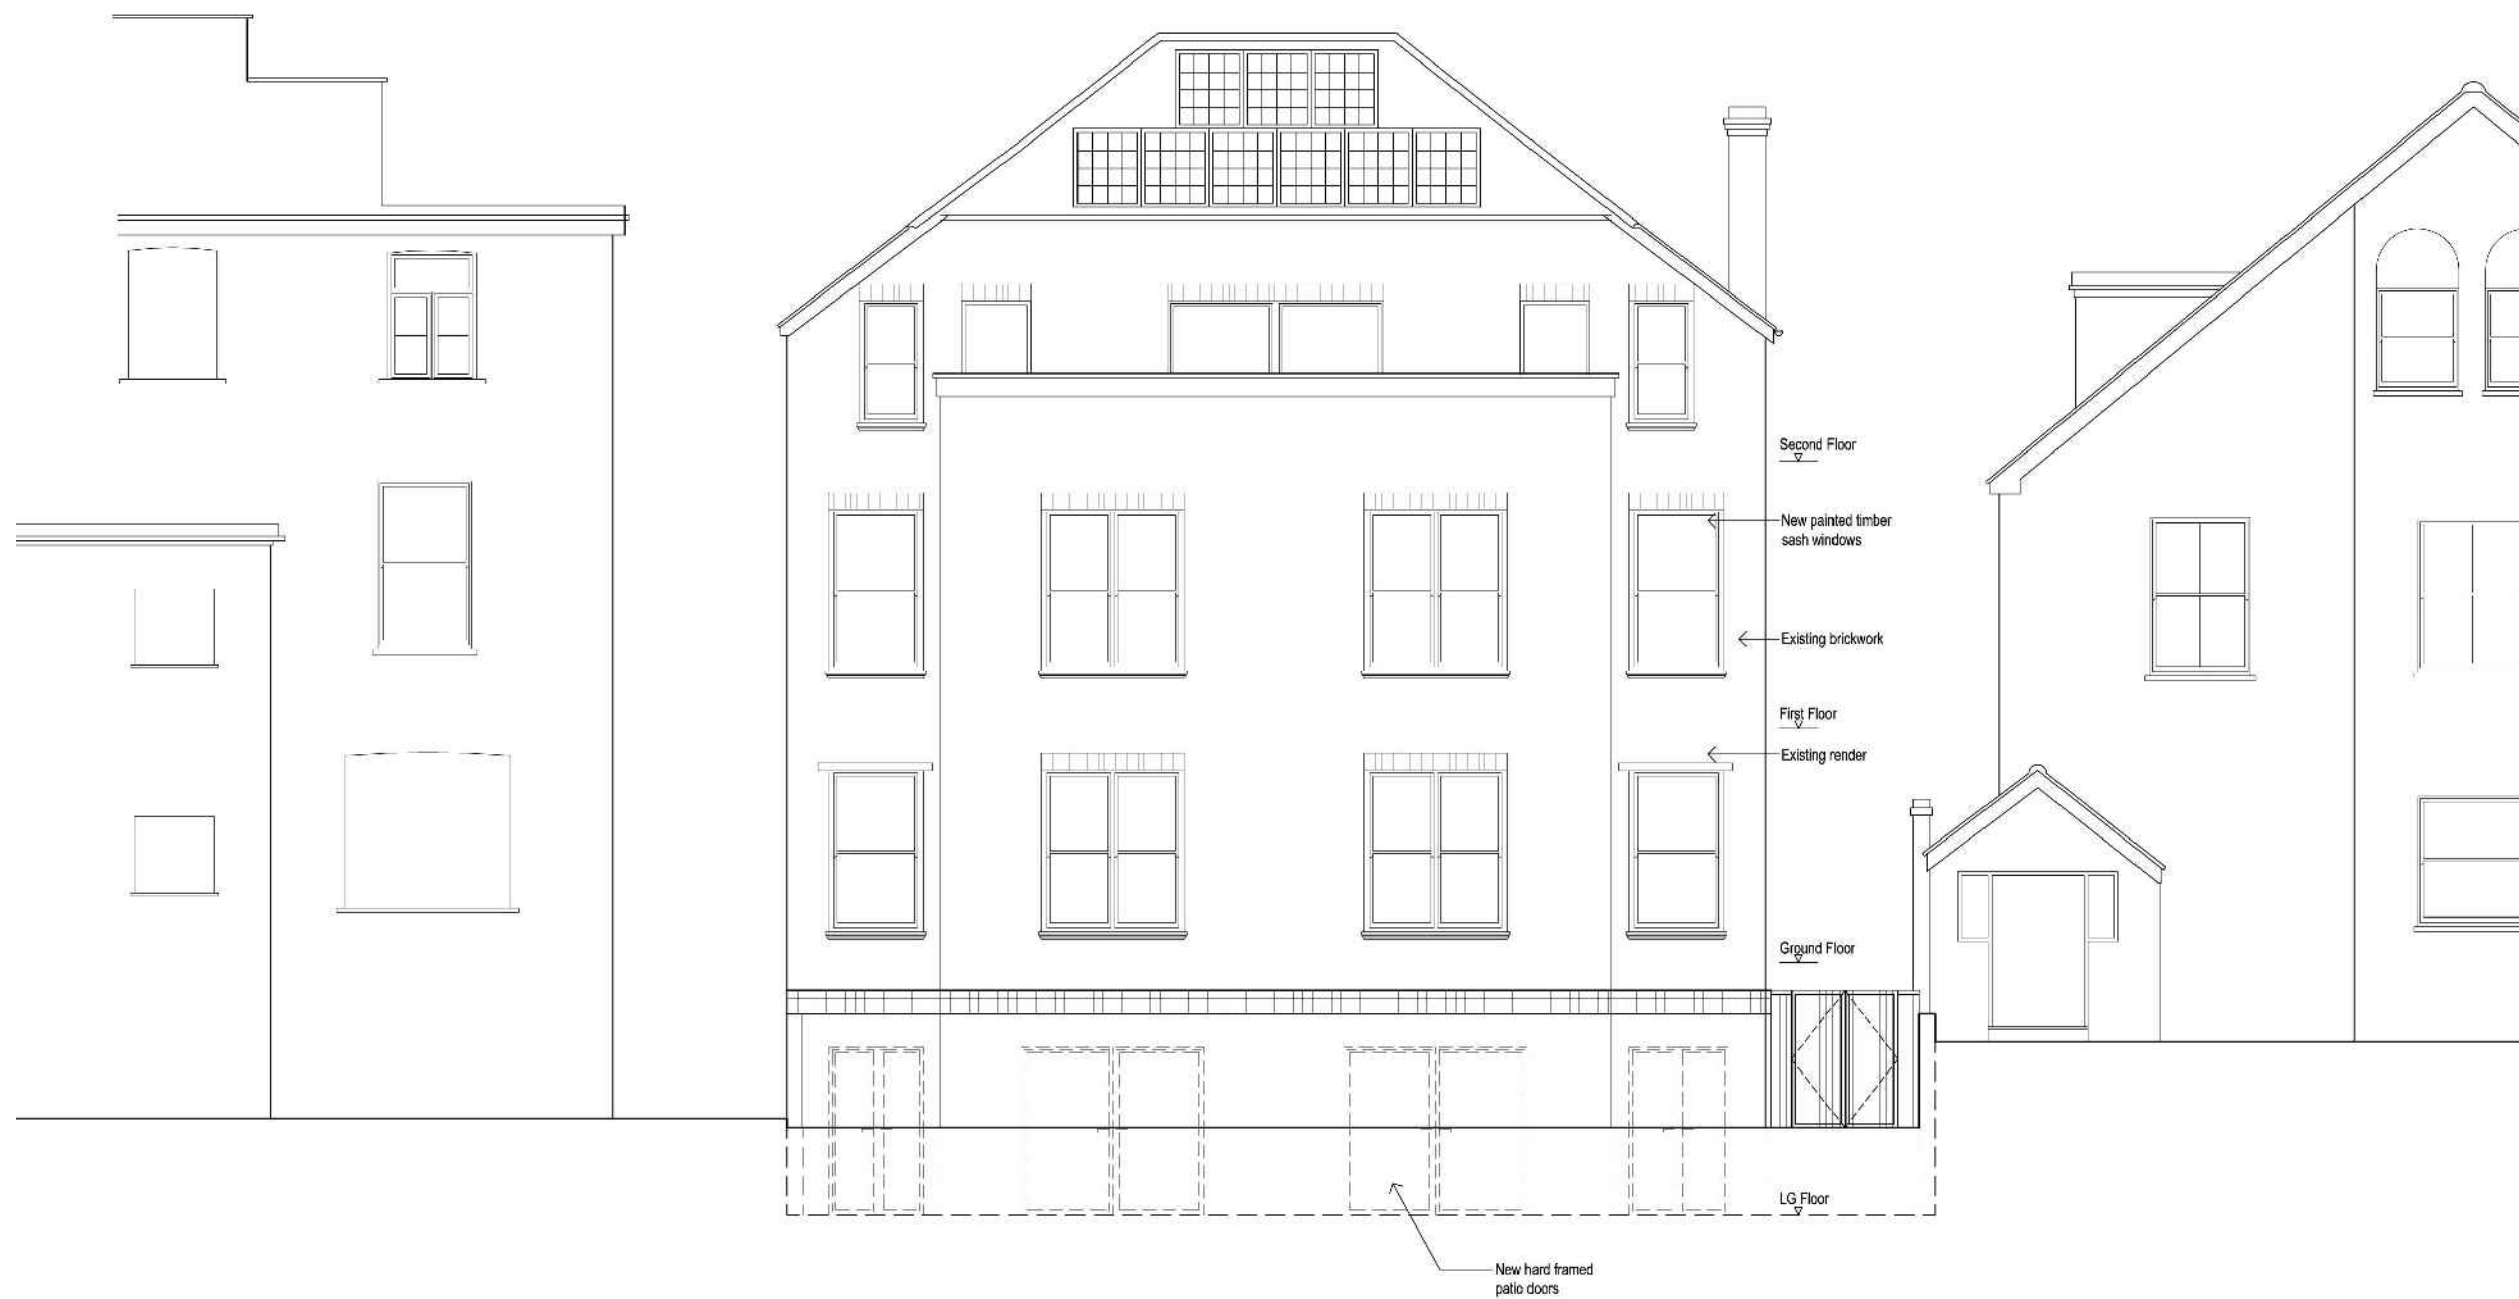 Second Floor
New painted timber
sash windows
Existing brickwork
First Floor
Existing render
Ground Floor
LG Floor
New hard framed
patio doors